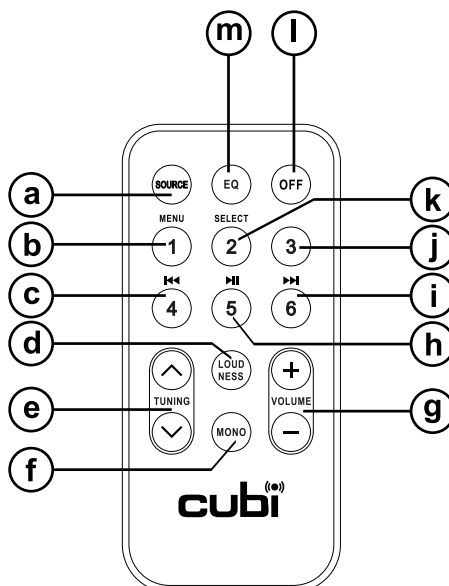 m l
SOURCE EQ OFF
a
MENU SELECT
k
b 1 2 3 j
c 4 5 6 i
d LOUD
NESS
h
e TUNING VOLUME g
f MONO
cubi